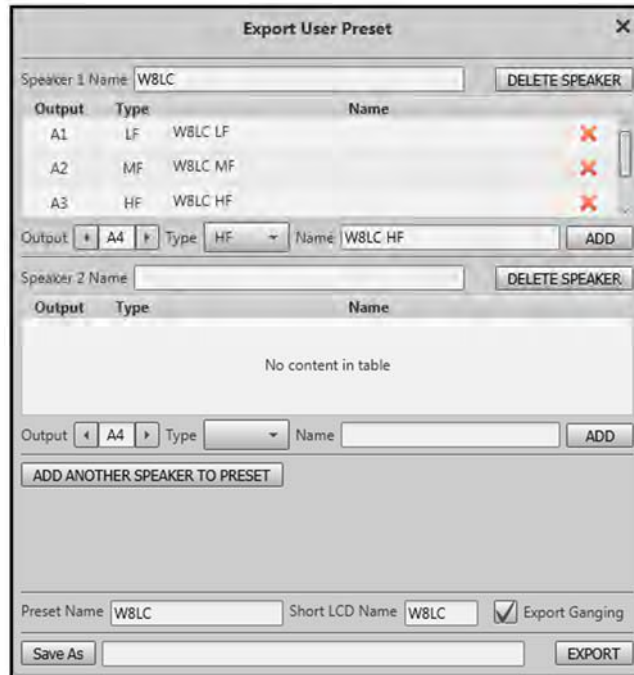 Export User Preset
Speaker 1 Name W8LC DELETE SPEAKER
Output Type Name
A1 LF W8LC LF
A2 MF W8LC MF
A3 HF W8LC HF
Output A4 Type HF Name W8LC HF ADD
Speaker 2 Name DELETE SPEAKER
Output Type Name
No content in table
Output A4 Type Name ADD
ADD ANOTHER SPEAKER TO PRESET
Preset Name W8LC Short LCD Name W8LC Export Ganging
Save As EXPORT